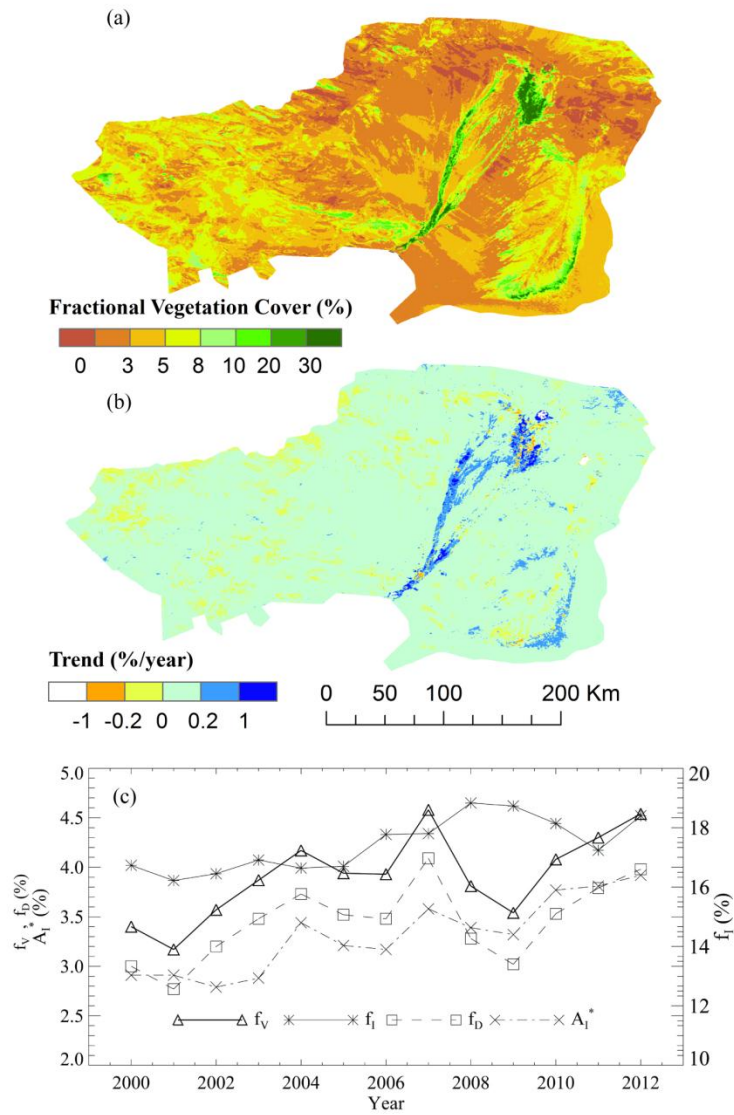 (a)
Fractional Vegetation Cover (%)
0 3 5 8 10 20 30
(b)
Trend (%/year)
-1 -0.2 0 0.2 1
0 50 100 200 Km
(c)
5.0
4.5
4.0
3.5
3.0
2.5
2.0
20
18
16
14
12
10
f_V , f_D (%)
A_I^* (%)
f_I (%)
f_V f_I f_D A_I^*
2000 2002 2004 2006 2008 2010 2012
Year